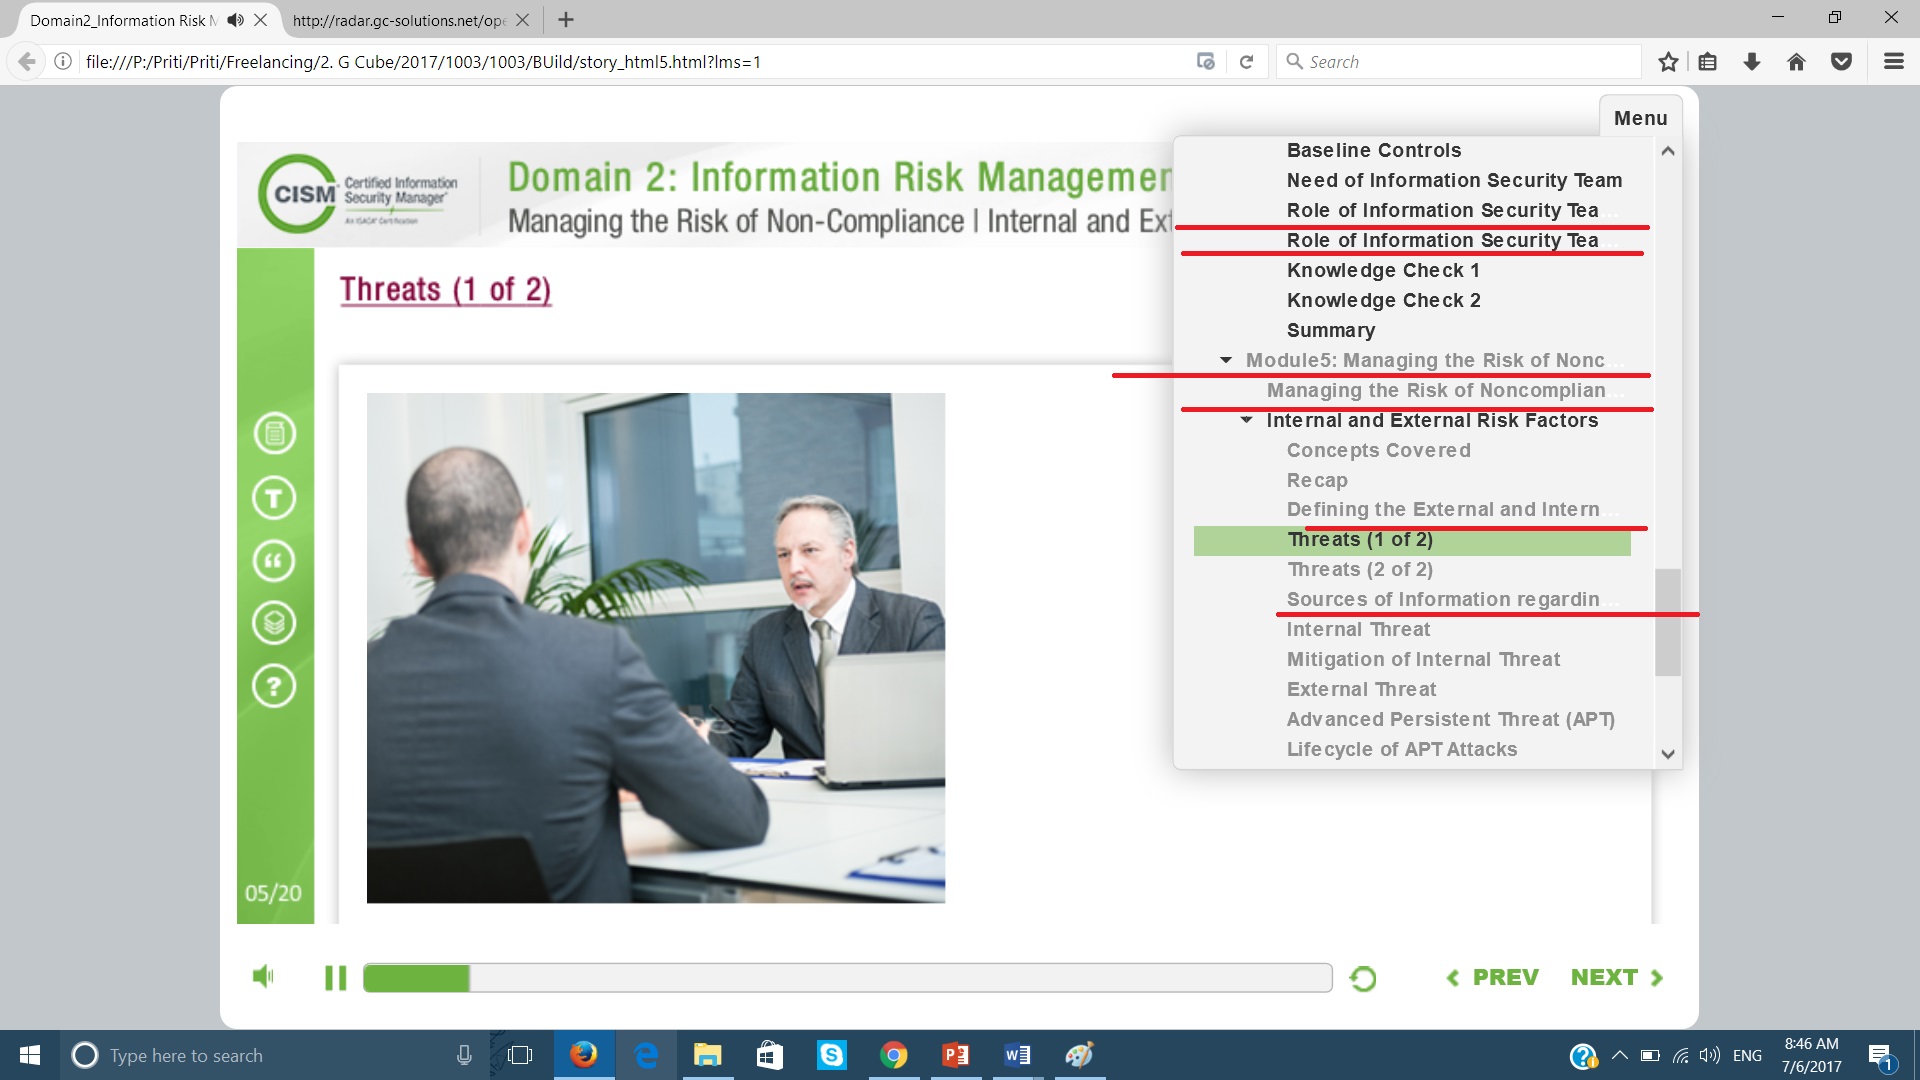 Domain2_Information Risk M
http://radar.gc-solutions.net/ope
file:///P:/Priti/Priti/Freelancing/2. G Cube/2017/1003/1003/BUild/story_html5.html?lms=1
Search
Menu
CISM
Certified Information
Security Manager
An ISACA Certification
Domain 2: Information Risk Managemen
Managing the Risk of Non-Compliance | Internal and Ext
Threats (1 of 2)
Baseline Controls
Need of Information Security Team
Role of Information Security Tea...
Role of Information Security Tea...
Knowledge Check 1
Knowledge Check 2
Summary
Module5: Managing the Risk of Nonc...
Managing the Risk of Noncomplian...
Internal and External Risk Factors
Concepts Covered
Recap
Defining the External and Intern...
Threats (1 of 2)
Threats (2 of 2)
Sources of Information regardin...
Internal Threat
Mitigation of Internal Threat
External Threat
Advanced Persistent Threat (APT)
Lifecycle of APT Attacks
T
?
05/20
PREV
NEXT
Type here to search
ENG
8:46 AM
7/6/2017
1